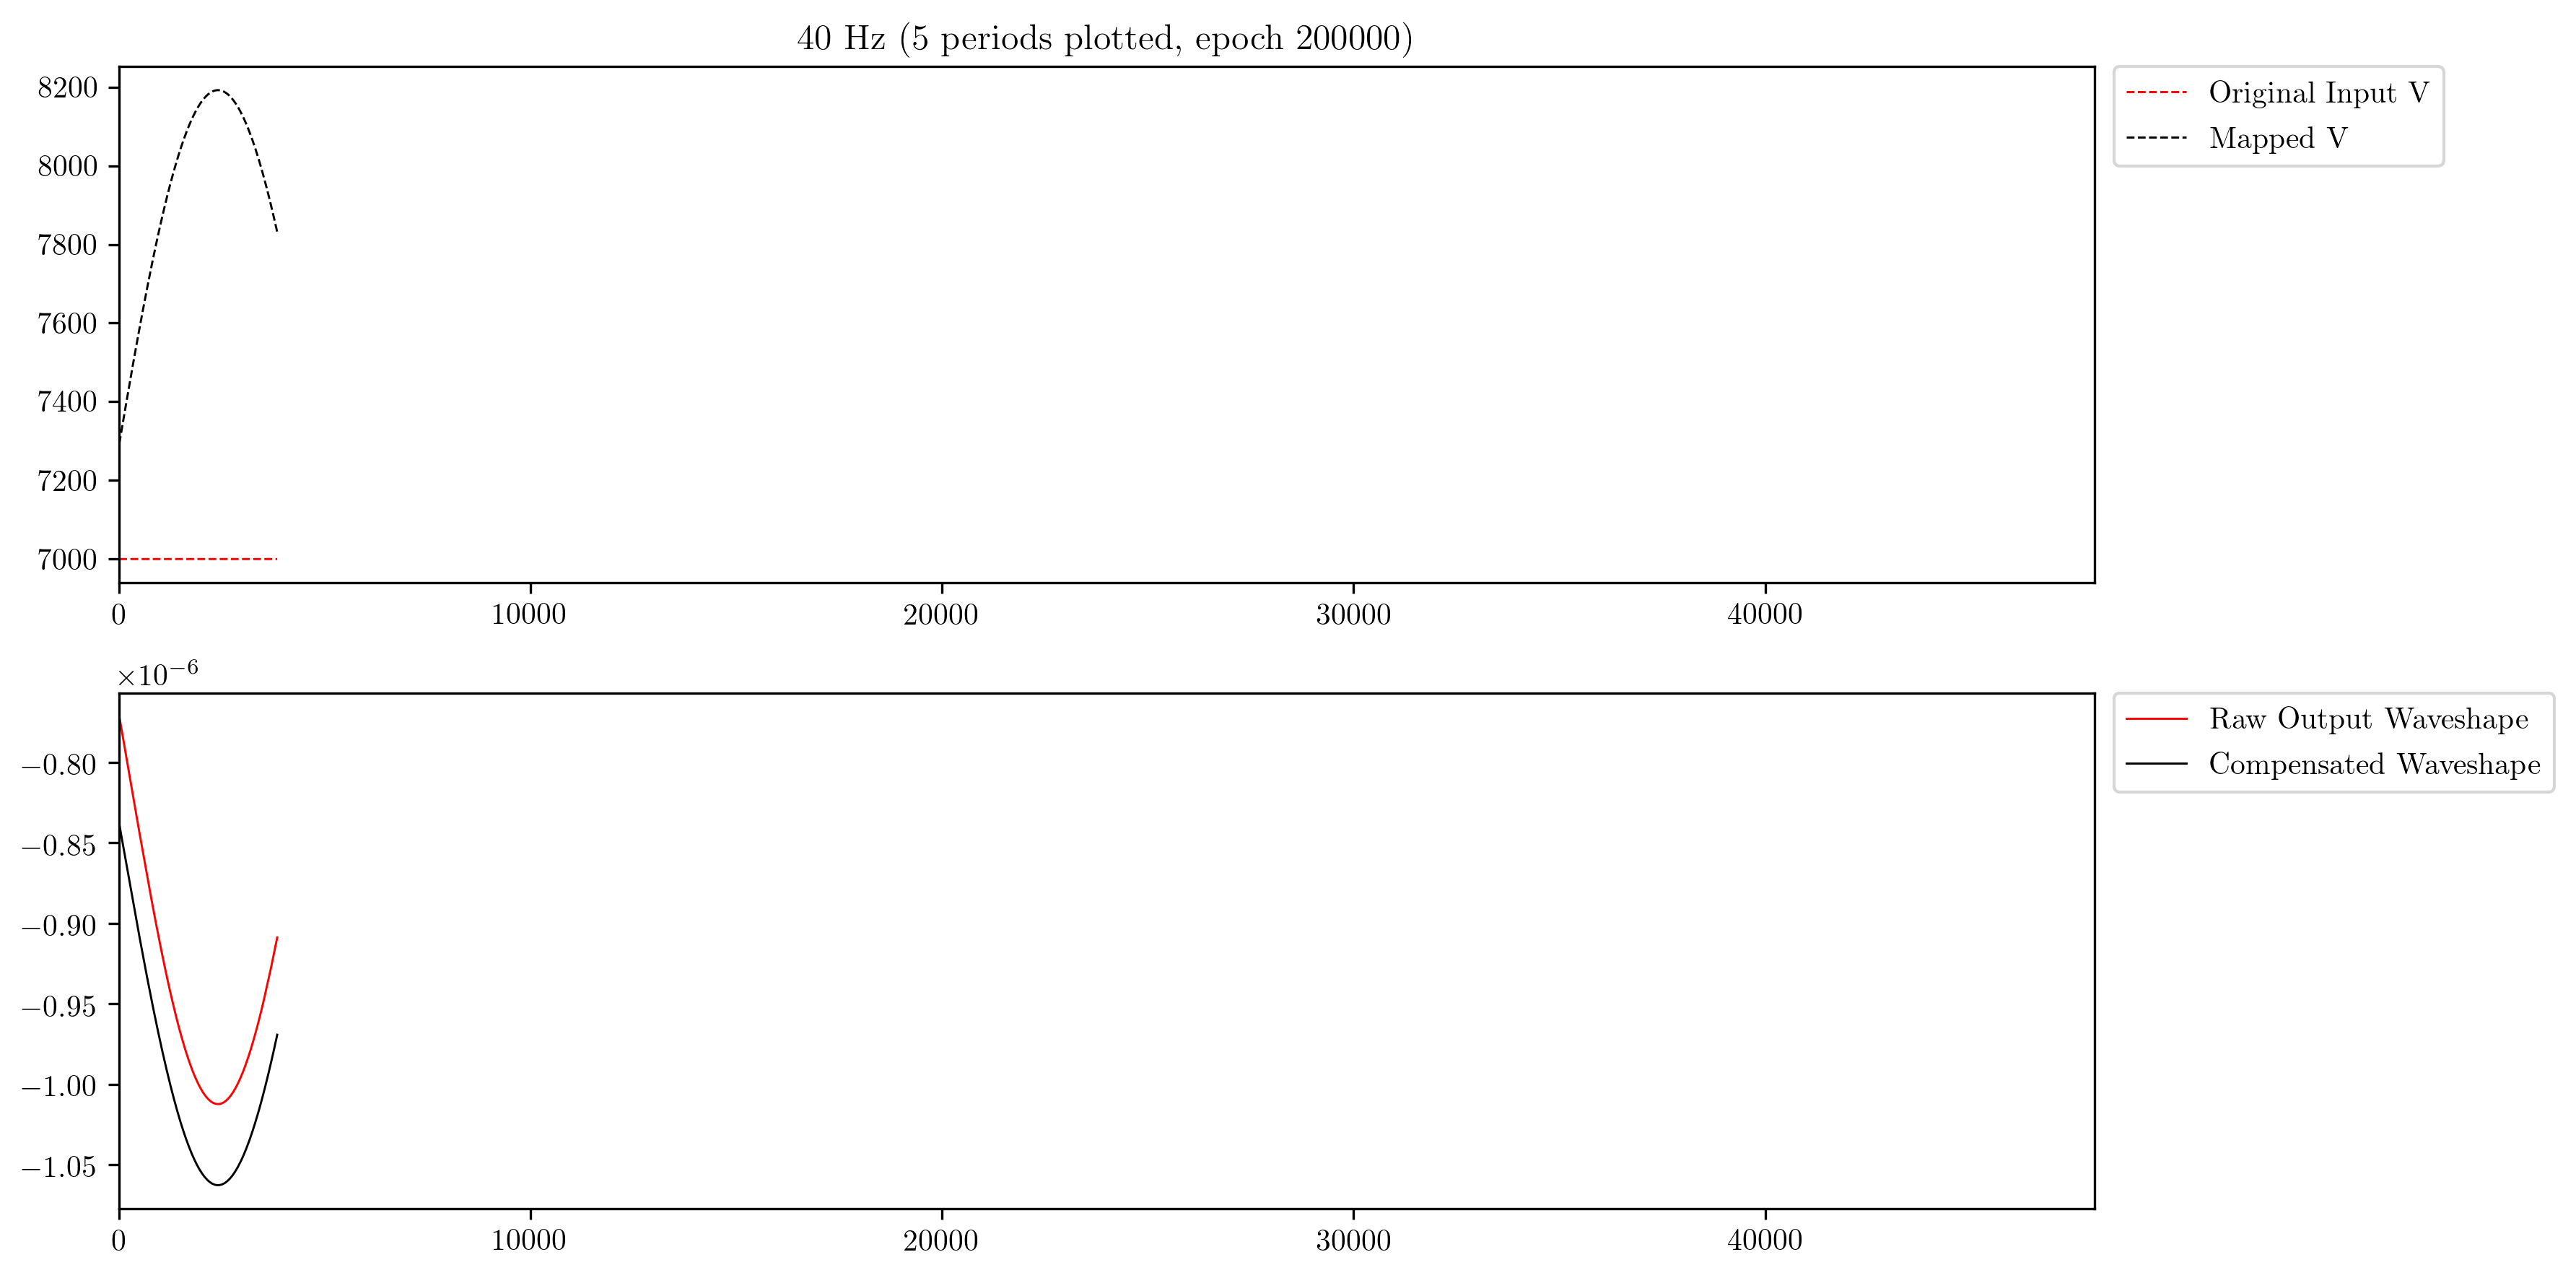 40 Hz (5 periods plotted, epoch 200000)
8200
8000
7800
7600
7400
7200
7000
0 10000 20000 30000 40000
Original Input V
Mapped V
×10⁻⁶
−0.80
−0.85
−0.90
−0.95
−1.00
−1.05
0 10000 20000 30000 40000
Raw Output Waveshape
Compensated Waveshape